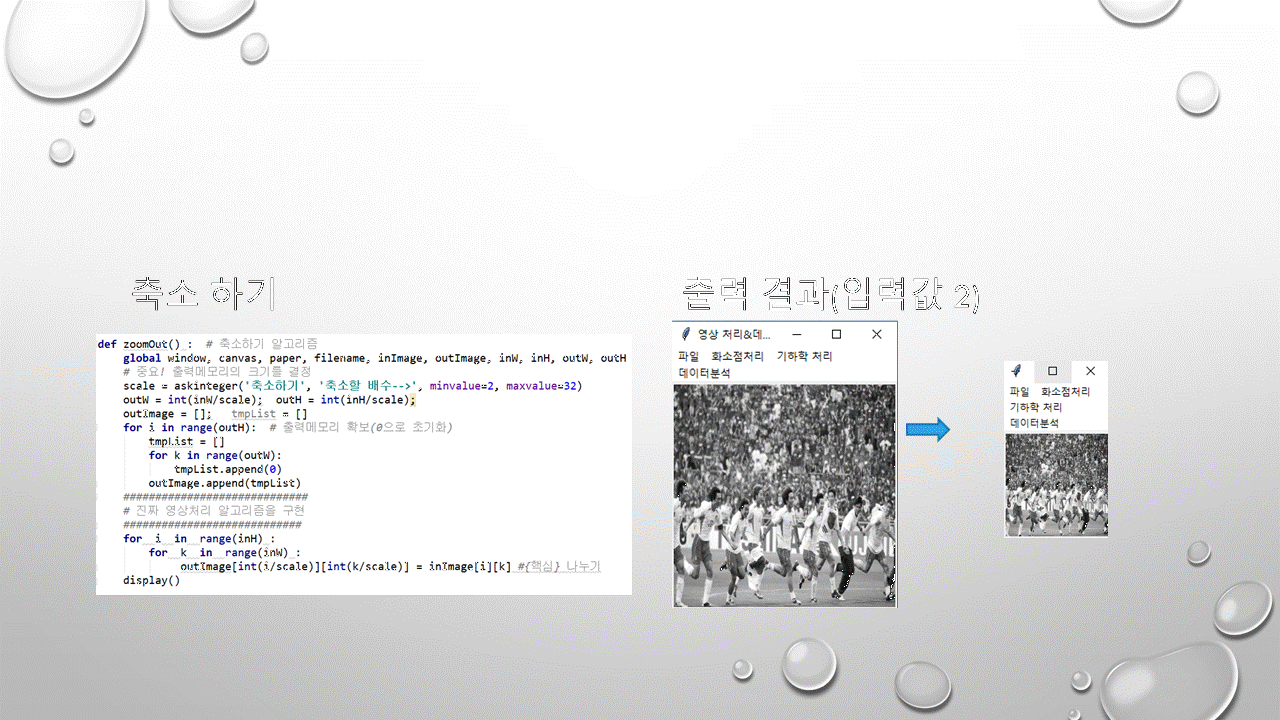 축소 하기
def zoomOut() :  # 축소하기 알고리즘
    global window, canvas, paper, filename, inImage, outImage, inW, inH, outW, outH
    # 중요! 출력메모리의 크기를 결정
    scale = askinteger('축소하기', '축소할 배수-->', minvalue=2, maxvalue=32)
    outW = int(inW/scale);  outH = int(inH/scale);
    outImage = [];   tmpList = []
    for i in range(outH):  # 출력메모리 확보(0으로 초기화)
        tmpList = []
        for k in range(outW):
            tmpList.append(0)
        outImage.append(tmpList)
    #############################
    # 진짜 영상처리 알고리즘을 구현
    ############################
    for  i  in  range(inH) :
        for  k  in  range(inW) :
             outImage[int(i/scale)][int(k/scale)] = inImage[i][k] #{핵심} 나누기
    display()
출력 결과(입력값 2)
영상 처리&데...
파일 화소점처리 기하학 처리
데이터분석
파일 화소점처리
기하학 처리
데이터분석